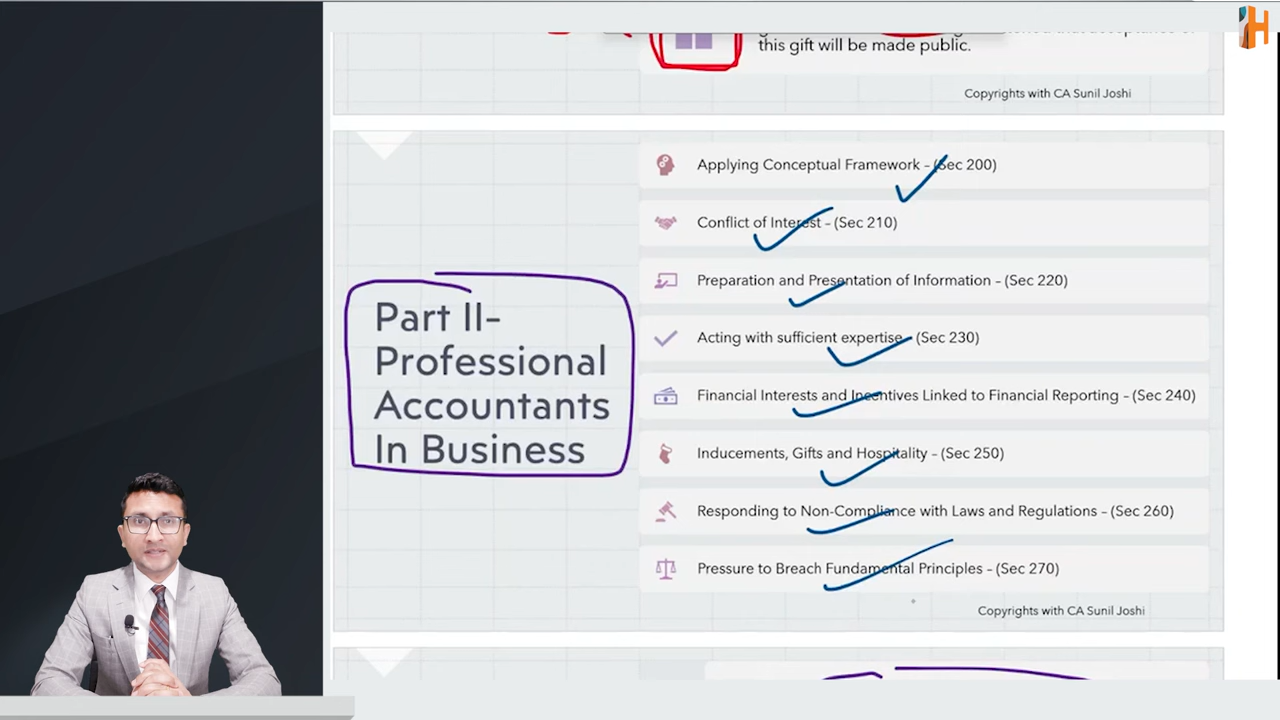 this gift will be made public.
Copyrights with CA Sunil Joshi
Part II-
Professional
Accountants
In Business
Applying Conceptual Framework – (Sec 200)
Conflict of Interest – (Sec 210)
Preparation and Presentation of Information – (Sec 220)
Acting with sufficient expertise – (Sec 230)
Financial Interests and Incentives Linked to Financial Reporting – (Sec 240)
Inducements, Gifts and Hospitality – (Sec 250)
Responding to Non-Compliance with Laws and Regulations – (Sec 260)
Pressure to Breach Fundamental Principles – (Sec 270)
Copyrights with CA Sunil Joshi